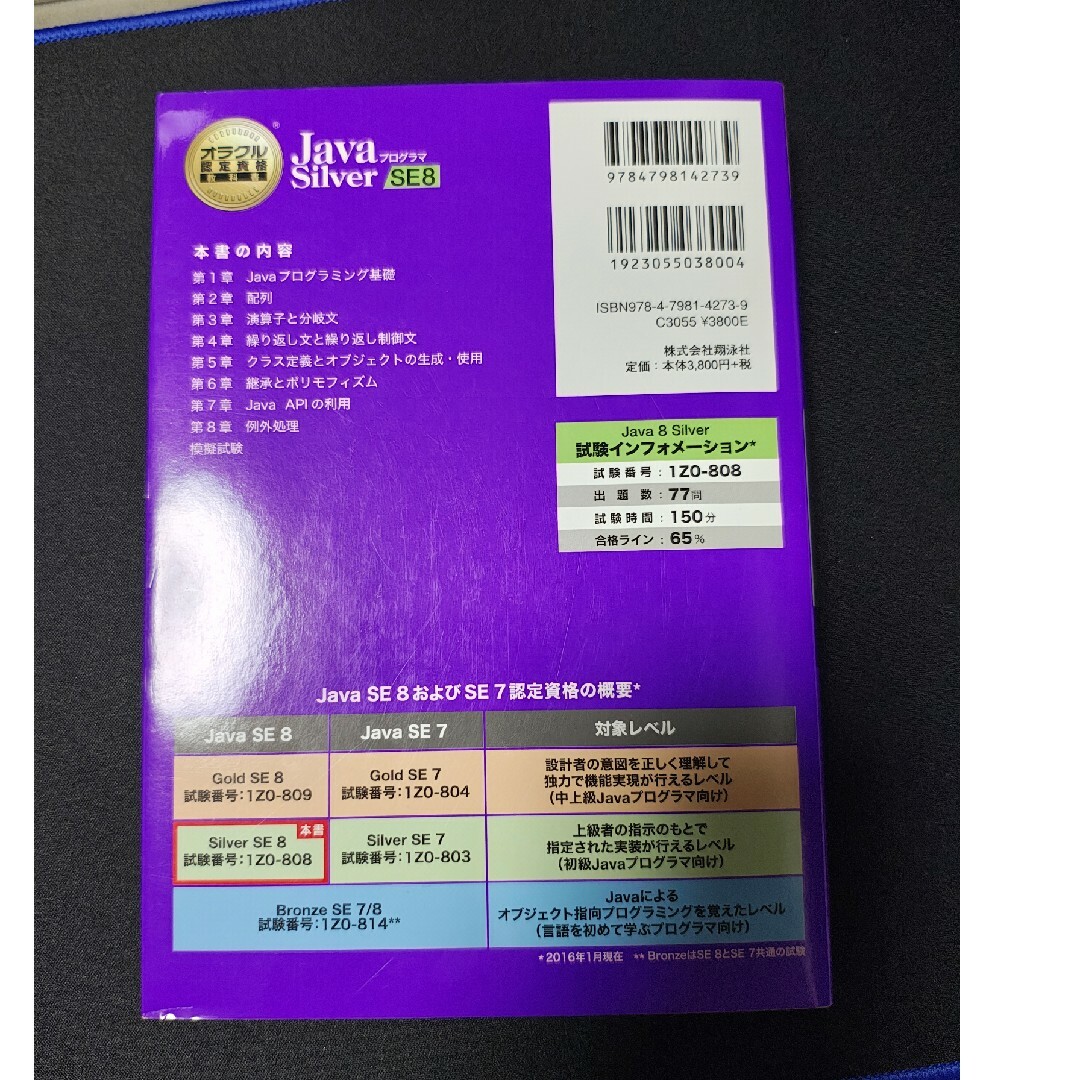 オラクル
認定資格
教科書
®
Java
プログラマ
Silver SE8
9784798142739
1923055038004
ISBN978-4-7981-4273-9
C3055 ¥3800E
株式会社翔泳社
定価：本体3,800円+税
本書の内容
第1章 Javaプログラミング基礎
第2章 配列
第3章 演算子と分岐文
第4章 繰り返し文と繰り返し制御文
第5章 クラス定義とオブジェクトの生成・使用
第6章 継承とポリモフィズム
第7章 Java APIの利用
第8章 例外処理
模擬試験
Java 8 Silver
試験インフォメーション*
試験番号：1Z0-808
出題数：77問
試験時間：150分
合格ライン：65%
Java SE 8およびSE 7認定資格の概要*
Java SE 8 Java SE 7 対象レベル
Gold SE 8
試験番号：1Z0-809
Gold SE 7
試験番号：1Z0-804
設計者の意図を正しく理解して
独力で機能実現が行えるレベル
（中上級Javaプログラマ向け）
本書
Silver SE 8
試験番号：1Z0-808
Silver SE 7
試験番号：1Z0-803
上級者の指示のもとで
指定された実装が行えるレベル
（初級Javaプログラマ向け）
Bronze SE 7/8
試験番号：1Z0-814**
Javaによる
オブジェクト指向プログラミングを覚えたレベル
（言語を初めて学ぶプログラマ向け）
*2016年1月現在 **BronzeはSE 8とSE 7共通の試験